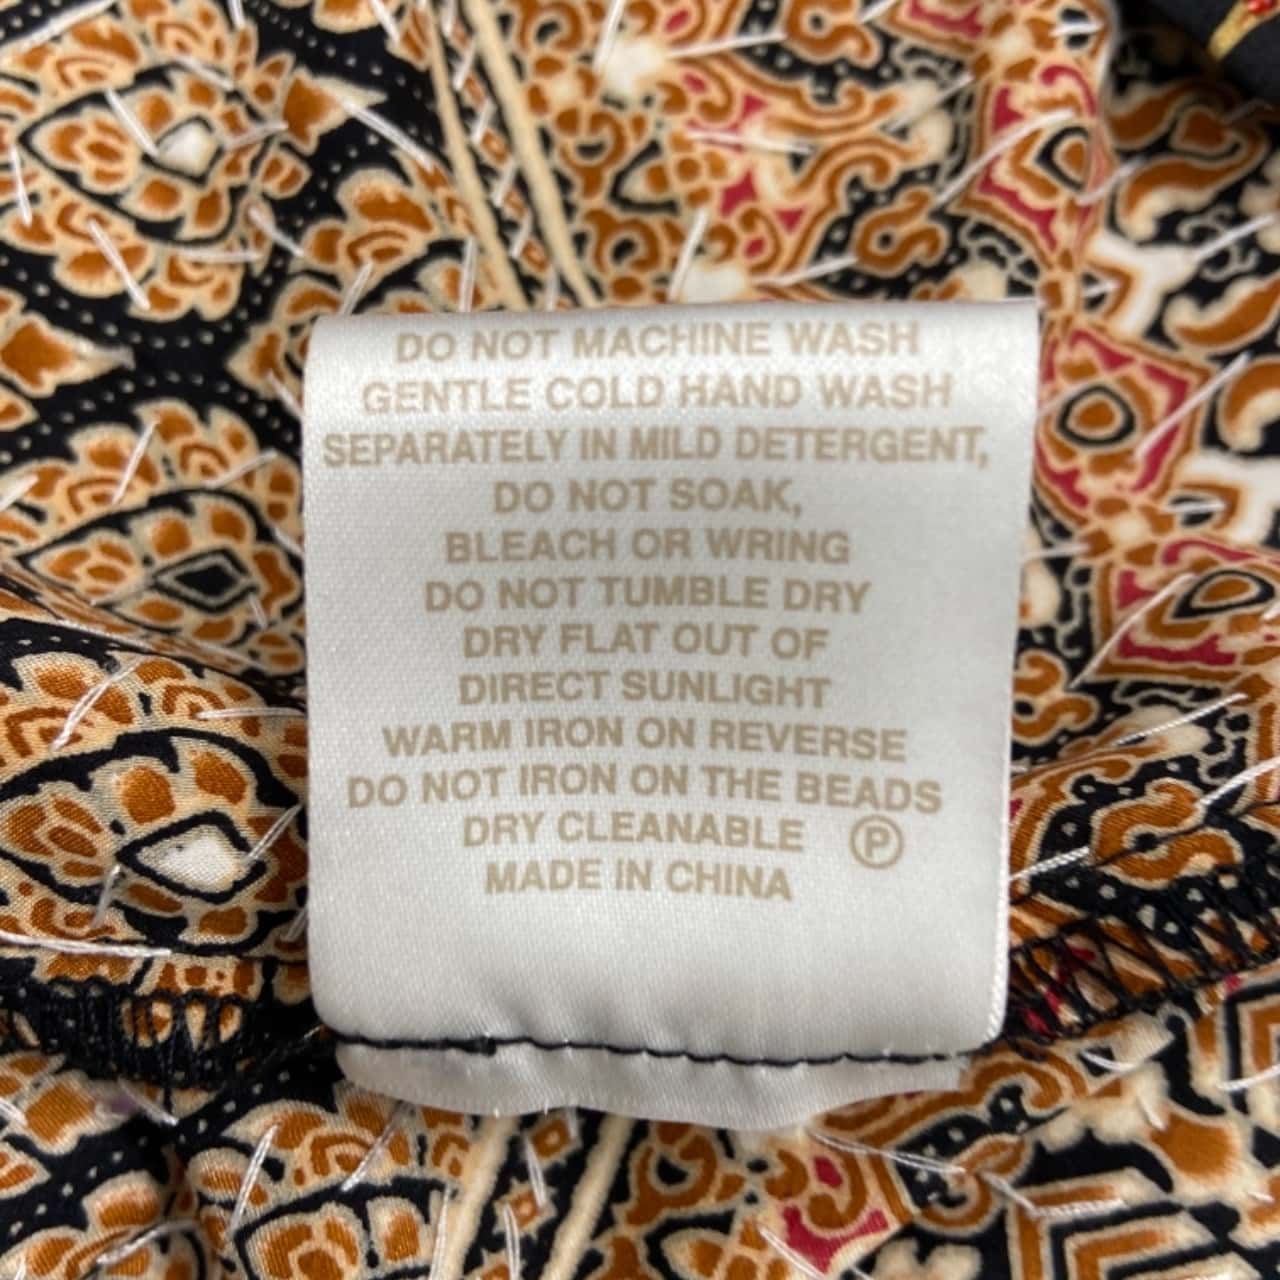 DO NOT MACHINE WASH
GENTLE COLD HAND WASH
SEPARATELY IN MILD DETERGENT,
DO NOT SOAK,
BLEACH OR WRING
DO NOT TUMBLE DRY
DRY FLAT OUT OF
DIRECT SUNLIGHT
WARM IRON ON REVERSE
DO NOT IRON ON THE BEADS
DRY CLEANABLE Ⓟ
MADE IN CHINA